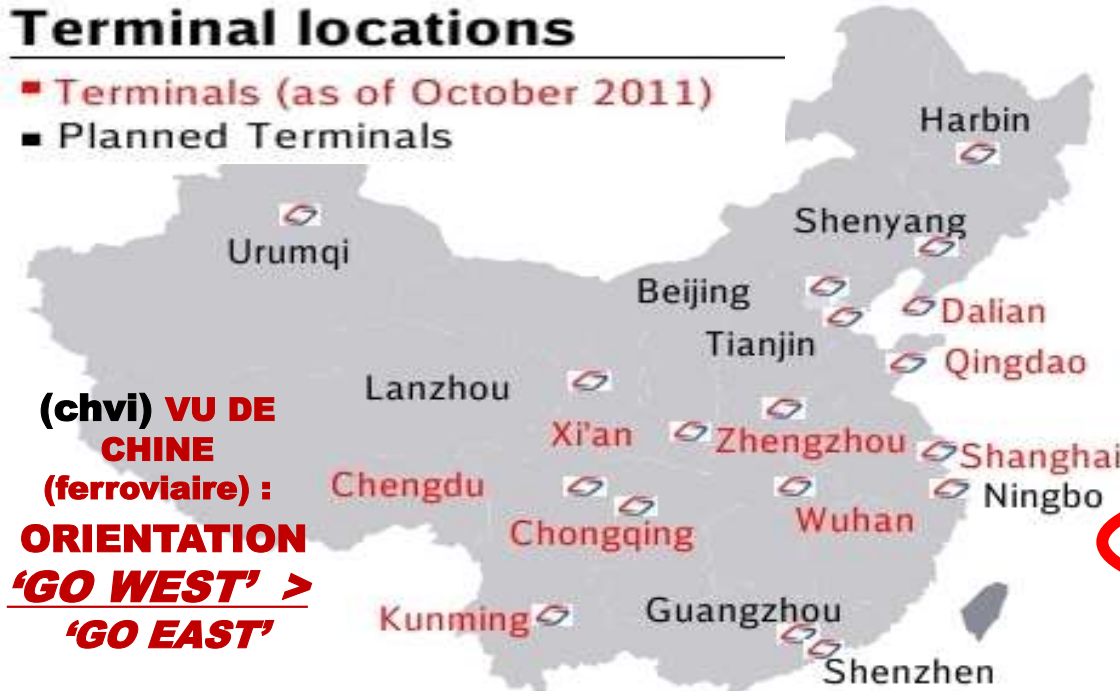 Terminal locations
Terminals (as of October 2011)
Planned Terminals
Harbin
Shenyang
Urumqi
Beijing
Dalian
Tianjin
Qingdao
Lanzhou
(chvi) VU DE
CHINE
(ferroviaire) :
ORIENTATION
‘GO WEST’ >
‘GO EAST’
Xi'an
Zhengzhou
Shanghai
Chengdu
Ningbo
Chongqing
Wuhan
Kunming
Guangzhou
Shenzhen